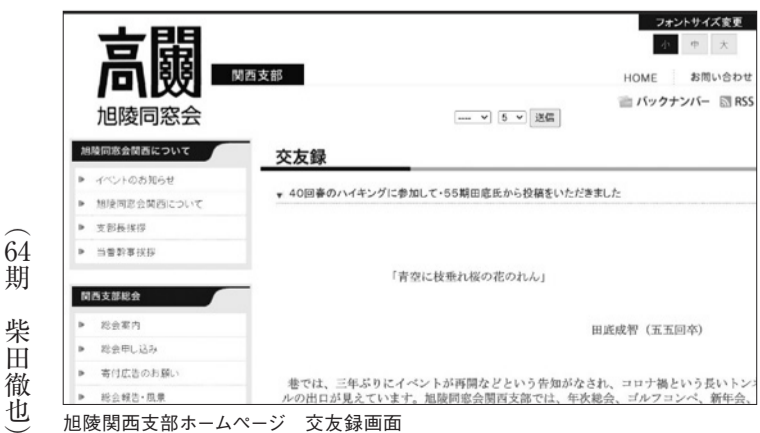 フォントサイズ変更
小 中 大
関
高
関西支部
旭陵同窓会
HOME お問い合わせ
バックナンバー RSS
---- 5 送信
旭陵同窓会関西について
イベントのお知らせ
旭陵同窓会関西について
支部長挨拶
当番幹事挨拶
関西支部総会
総会案内
総会申し込み
寄付広告のお願い
総会報告・風景
交友録
40回春のハイキングに参加して・55期田底氏から投稿をいただきました
「青空に枝垂れ桜の花のれん」
田底成智（五五回卒）
巷では、三年ぶりにイベントが再開などという告知がなされ、コロナ禍という長いトン
ルの出口が見えています。旭陵同窓会関西支部では、年次総会、ゴルフコンペ、新年会、
（64期　柴田徹也）
旭陵関西支部ホームページ　交友録画面